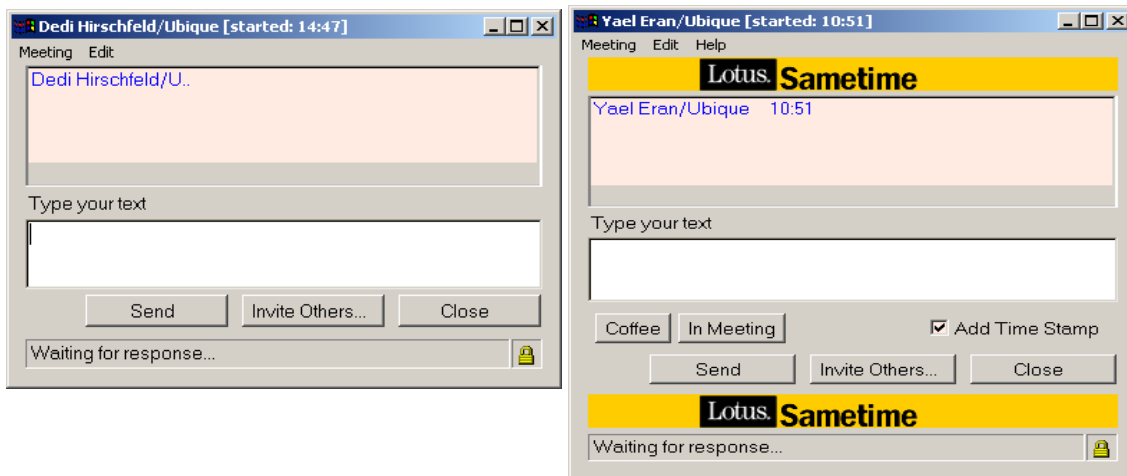 Dedi Hirschfeld/Ubique [started: 14:47]
Meeting Edit
Dedi Hirschfeld/U..
Type your text
Send Invite Others... Close
Waiting for response...
Yael Eran/Ubique [started: 10:51]
Meeting Edit Help
Lotus. Sametime
Yael Eran/Ubique 10:51
Type your text
Coffee In Meeting Add Time Stamp
Send Invite Others... Close
Lotus. Sametime
Waiting for response...